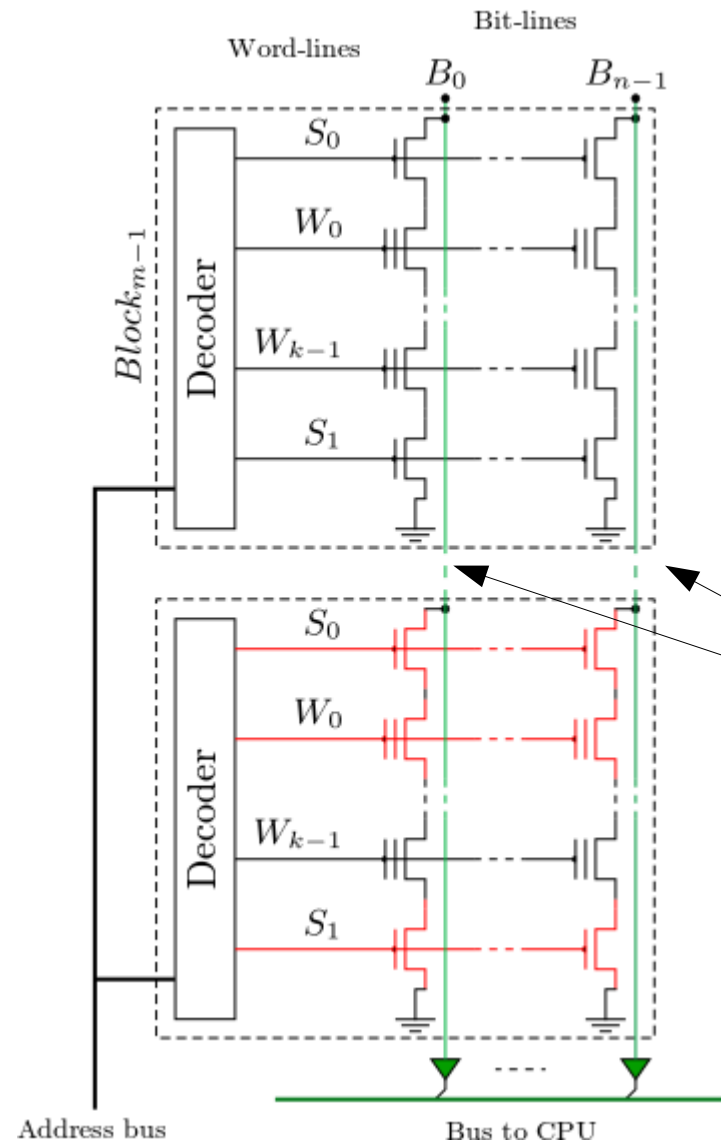 Bit-lines
Word-lines
B₀ Bₙ₋₁
S₀
W₀
Blockₘ₋₁
Decoder
Wₖ₋₁
S₁
S₀
W₀
Decoder
Wₖ₋₁
S₁
Address bus
Bus to CPU